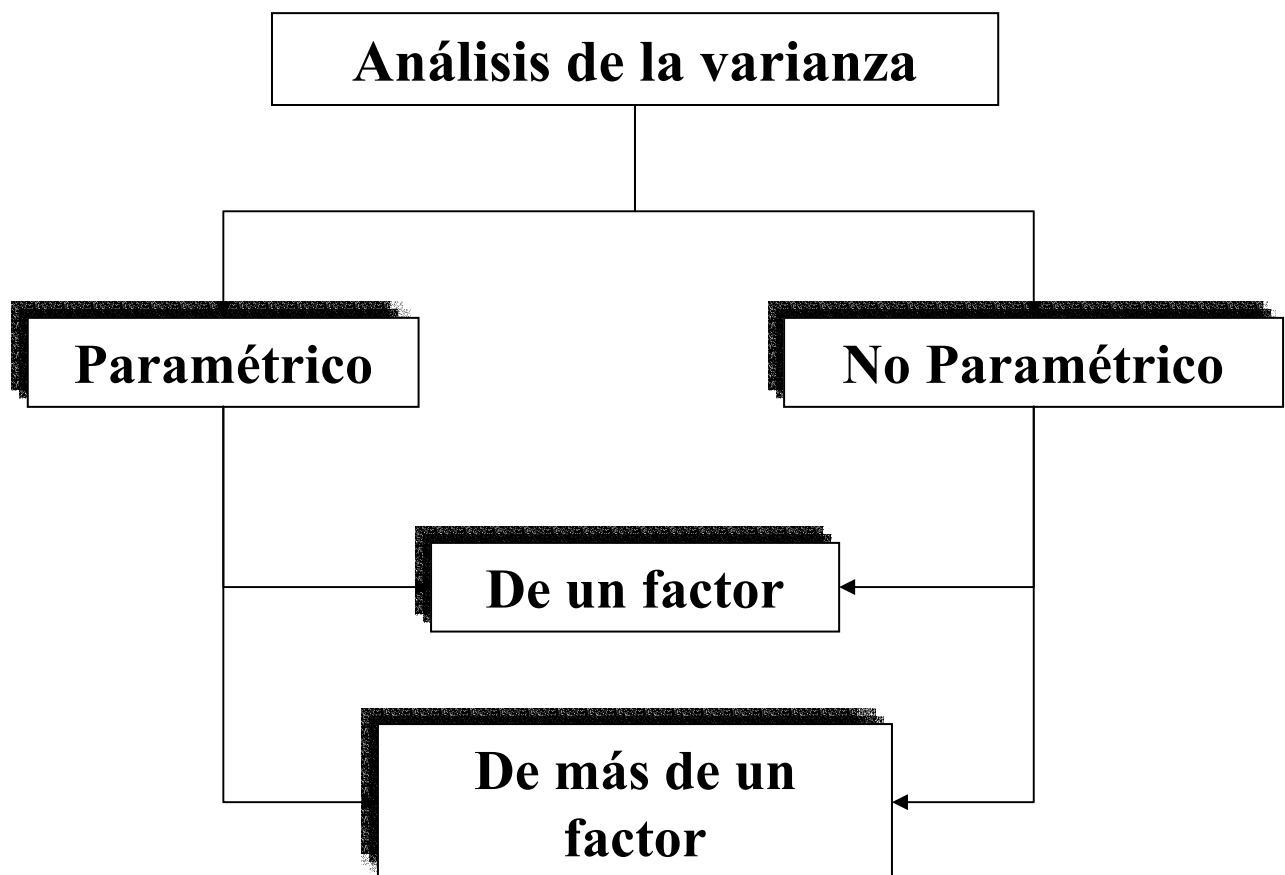 Análisis de la varianza
Paramétrico
No Paramétrico
De un factor
De más de un
factor